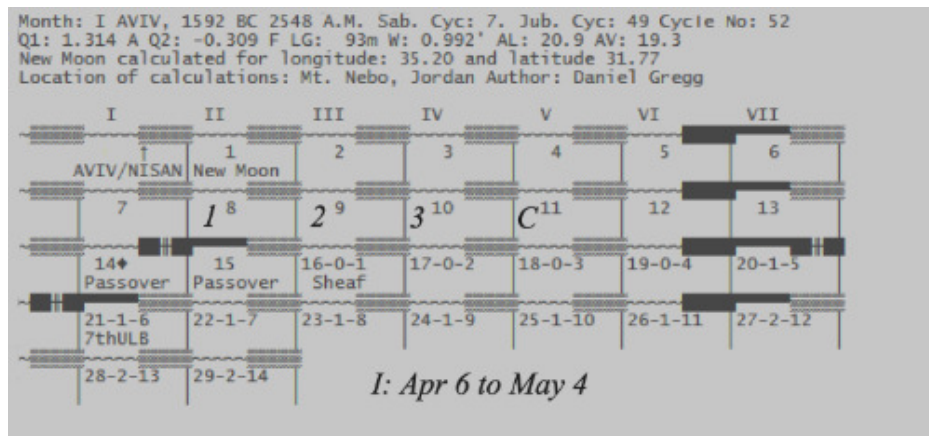 Month: I AVIV, 1592 BC 2548 A.M. Sab. Cyc: 7. Jub. Cyc: 49 Cycle No: 52
Q1: 1.314 A Q2: -0.309 F LG:  93m W: 0.992' AL: 20.9 AV: 19.3
New Moon calculated for longitude: 35.20 and latitude 31.77
Location of calculations: Mt. Nebo, Jordan Author: Daniel Gregg
I II III IV V VI VII
↑ 1 2 3 4 5 6
AVIV/NISAN New Moon
7 1 8 2 9 3 10 C 11 12 13
14♦ 15 16-0-1 17-0-2 18-0-3 19-0-4 20-1-5
Passover Passover Sheaf
21-1-6 22-1-7 23-1-8 24-1-9 25-1-10 26-1-11 27-2-12
7thULB
28-2-13 29-2-14 I: Apr 6 to May 4